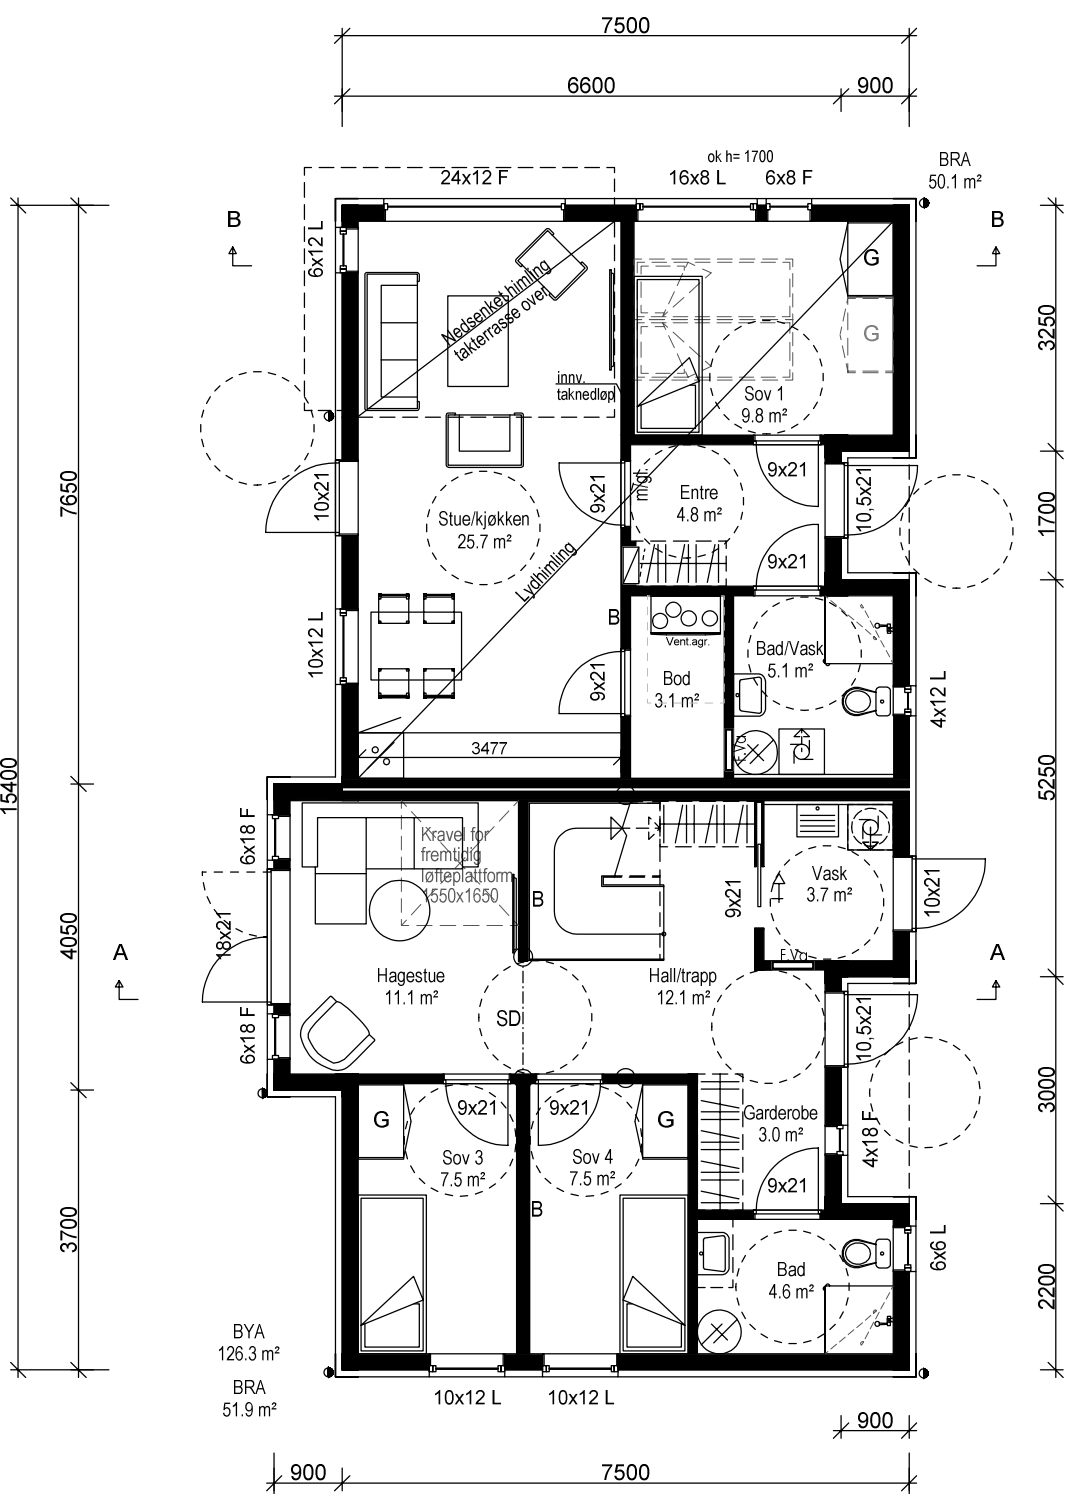 7500
6600
900
ok h= 1700
24x12 F
16x8 L
6x8 F
BRA
50.1 m²
B
B
6x12 L
G
Nedsenket himling
takterrasse over
G
3250
innv.
taknedløp
Sov 1
9.8 m²
7650
10x21
9x21
m/gl.
9x21
10,5x21
Entre
4.8 m²
1700
Stue/kjøkken
25.7 m²
9x21
Lydhimling
B
Vent.agr.
10x12 L
9x21
Bod
3.1 m²
Bad/Vask
5.1 m²
4x12 L
F.Vg
3477
15400
5250
6x18 F
Kravel for
fremtidig
løfteplattform
1550x1650
B
9x21
Vask
3.7 m²
10x21
4050
18x21
A
A
F.Vg
Hagestue
11.1 m²
Hall/trapp
12.1 m²
SD
10,5x21
6x18 F
3000
9x21
9x21
G
G
Garderobe
3.0 m²
4x18 F
Sov 3
7.5 m²
Sov 4
7.5 m²
9x21
B
3700
6x6 L
Bad
4.6 m²
2200
BYA
126.3 m²
BRA
51.9 m²
10x12 L
10x12 L
900
900
7500